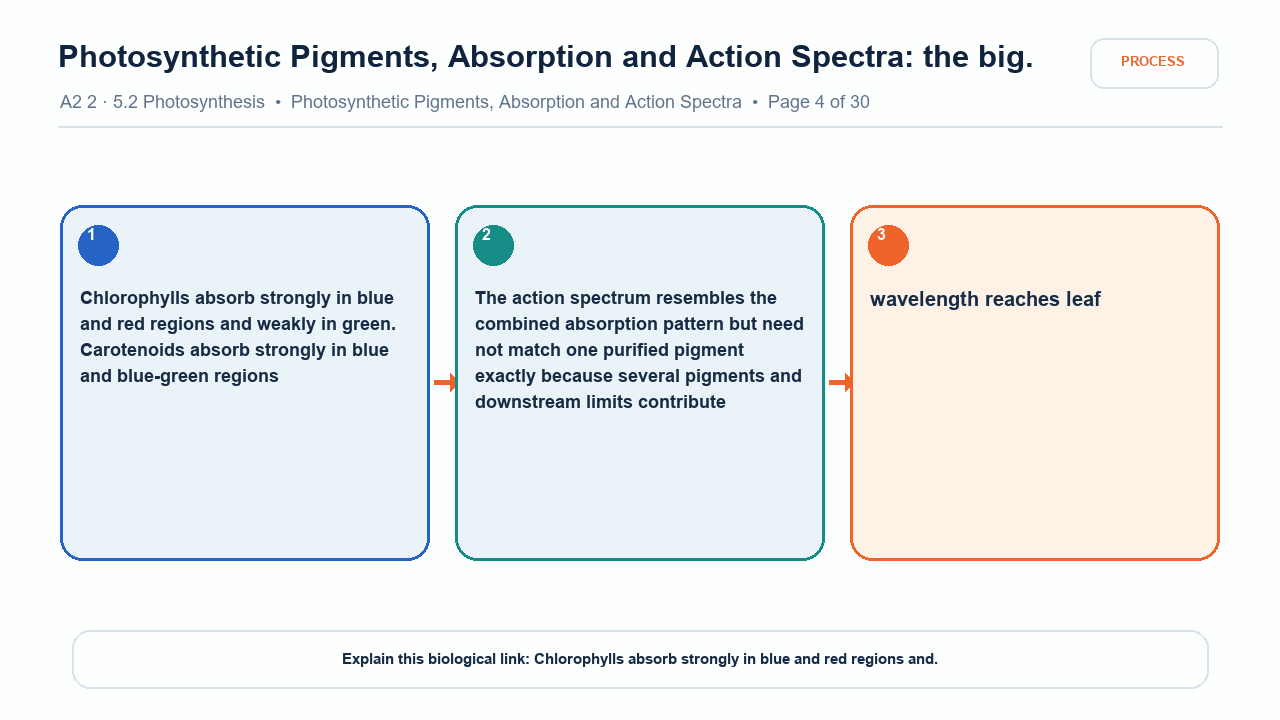 Photosynthetic Pigments, Absorption and Action Spectra: the big.
PROCESS
A2 2 · 5.2 Photosynthesis • Photosynthetic Pigments, Absorption and Action Spectra • Page 4 of 30
1
Chlorophylls absorb strongly in blue
and red regions and weakly in green.
Carotenoids absorb strongly in blue
and blue-green regions
2
The action spectrum resembles the
combined absorption pattern but need
not match one purified pigment
exactly because several pigments and
downstream limits contribute
3
wavelength reaches leaf
Explain this biological link: Chlorophylls absorb strongly in blue and red regions and.